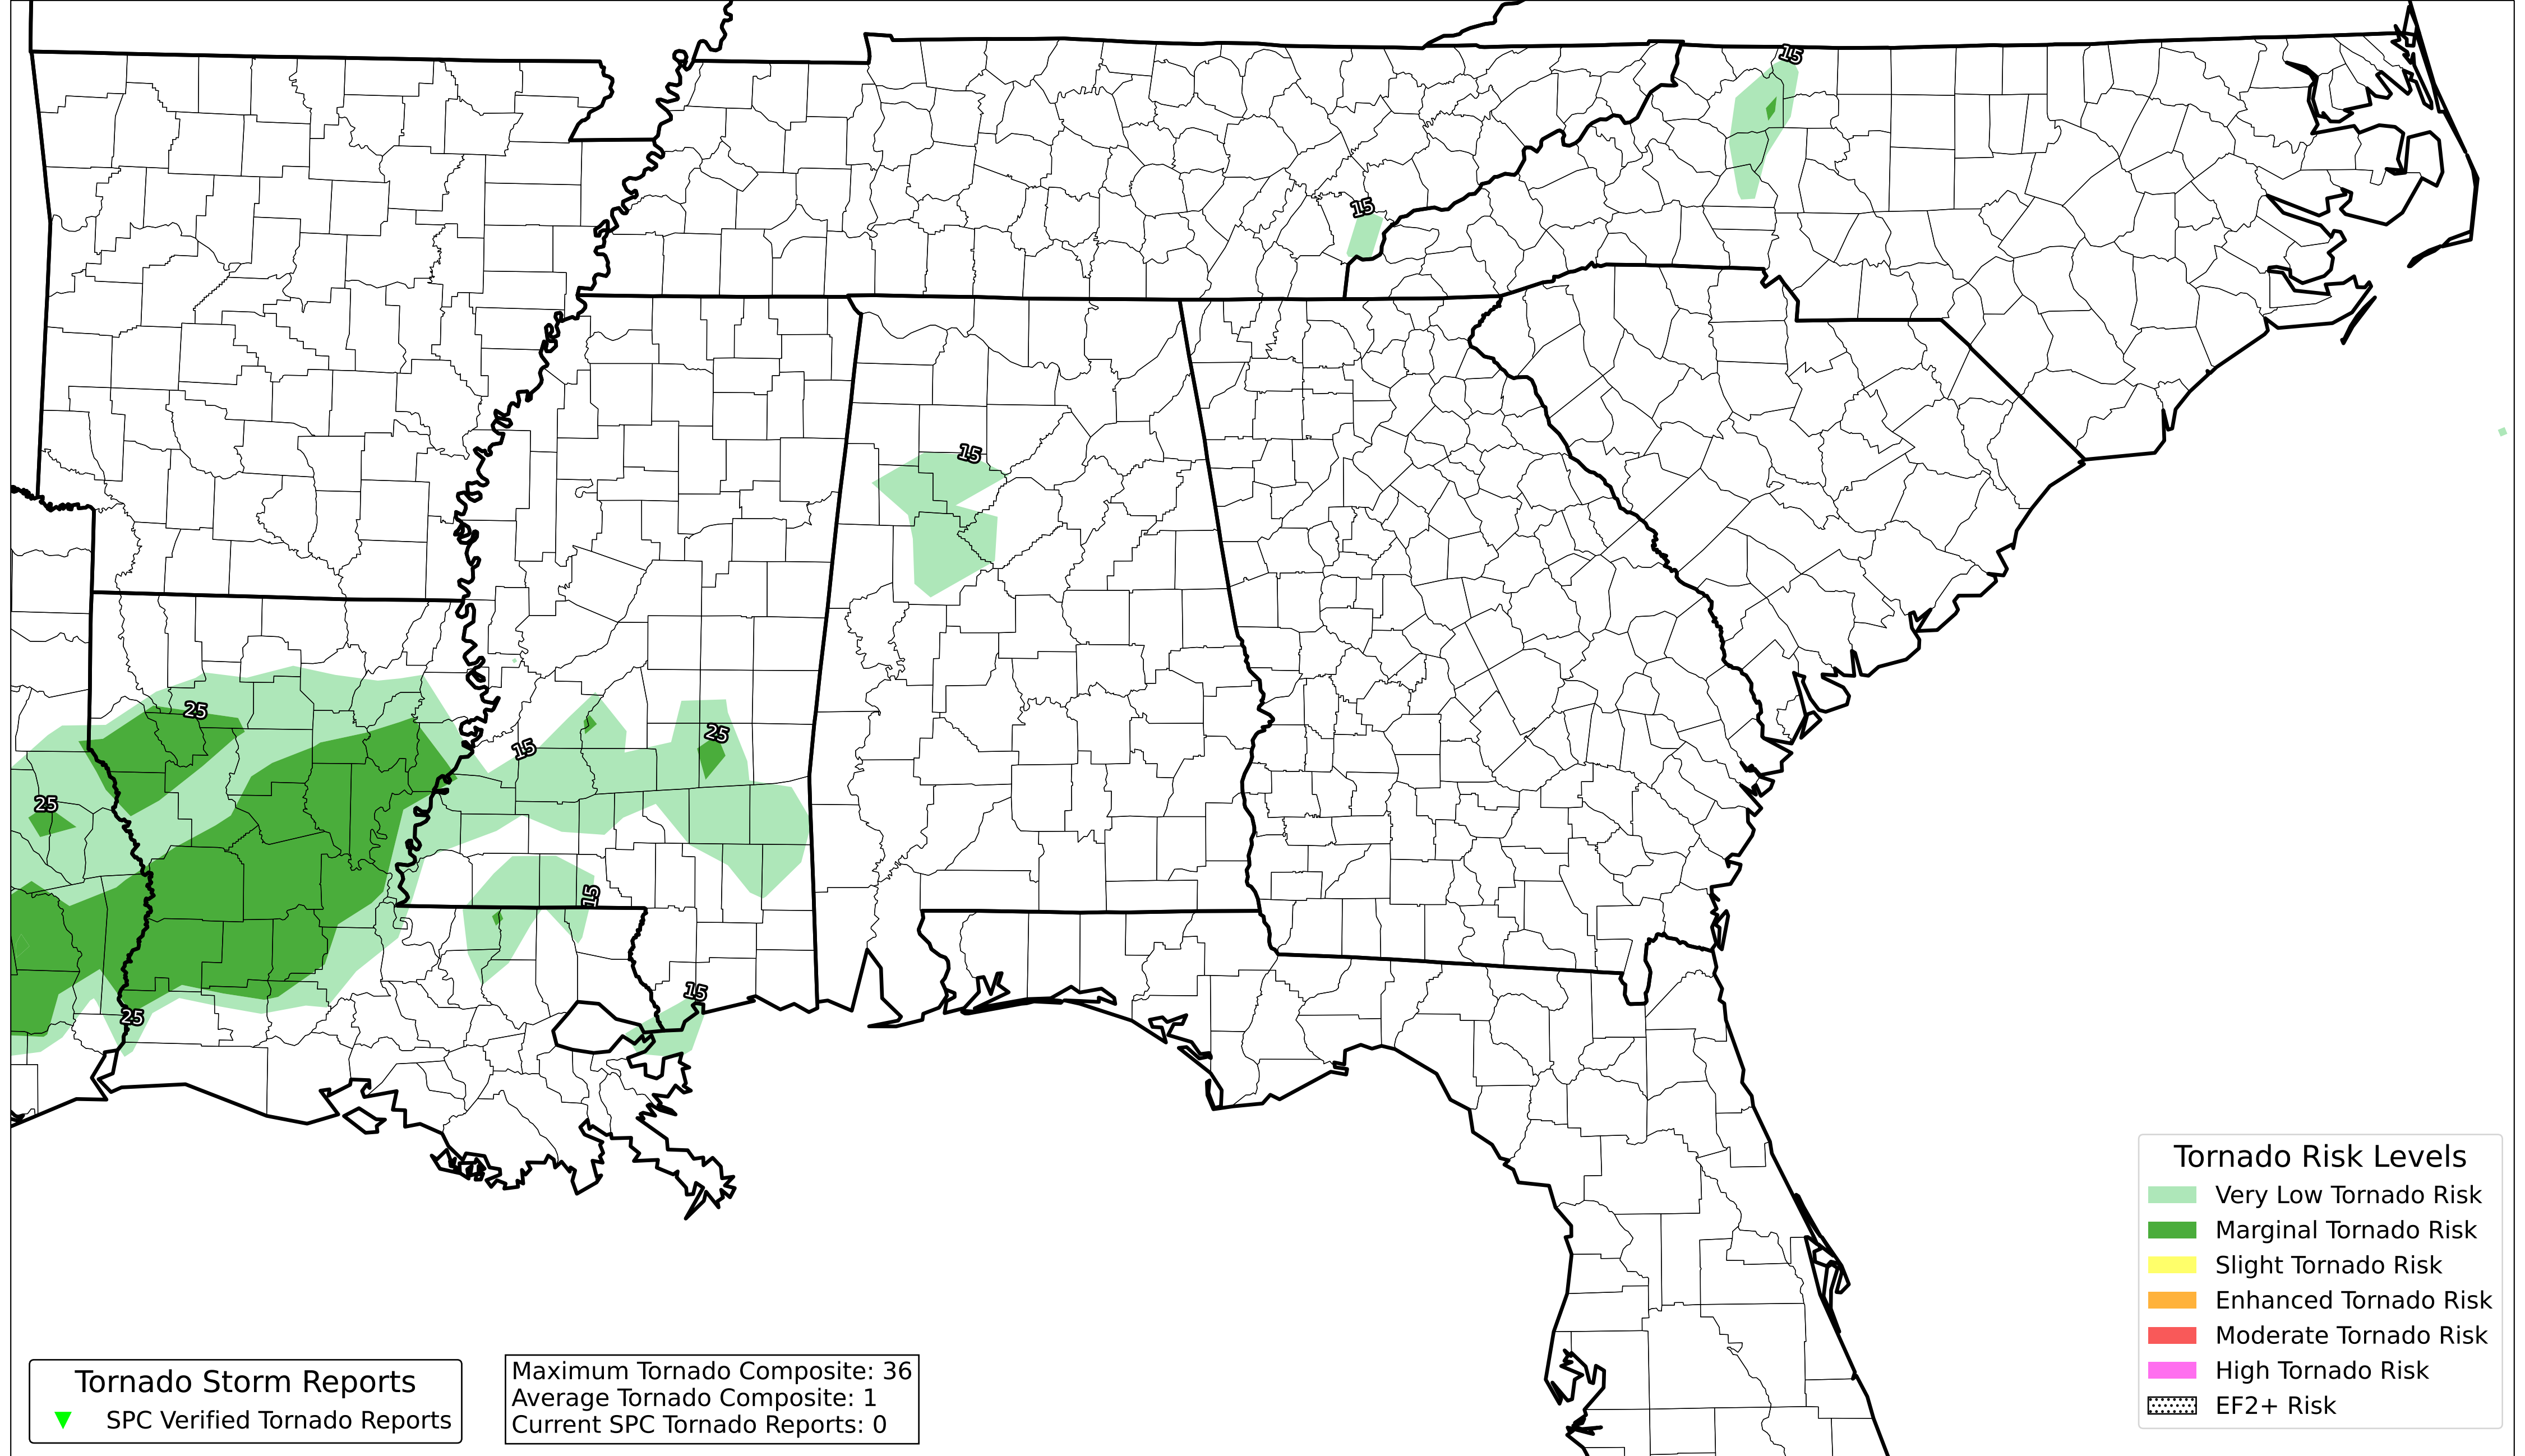 15
15
15
25
15
25
25
15
15
25
Tornado Risk Levels
Very Low Tornado Risk
Marginal Tornado Risk
Slight Tornado Risk
Enhanced Tornado Risk
Moderate Tornado Risk
High Tornado Risk
EF2+ Risk
Tornado Storm Reports
SPC Verified Tornado Reports
Maximum Tornado Composite: 36
Average Tornado Composite: 1
Current SPC Tornado Reports: 0